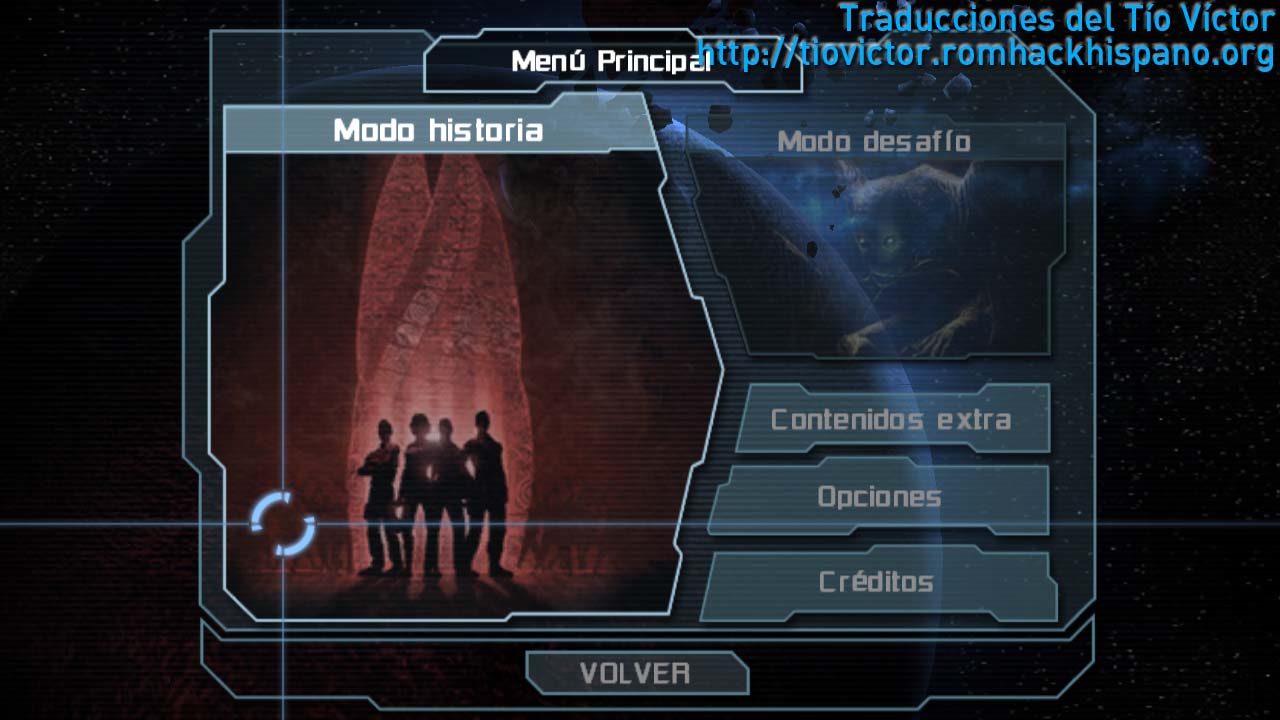 Traducciones del Tío Víctor
http://tiovictor.romhackhispano.org
Menú Principal
Modo historia
Modo desafío
Contenidos extra
Opciones
Créditos
VOLVER